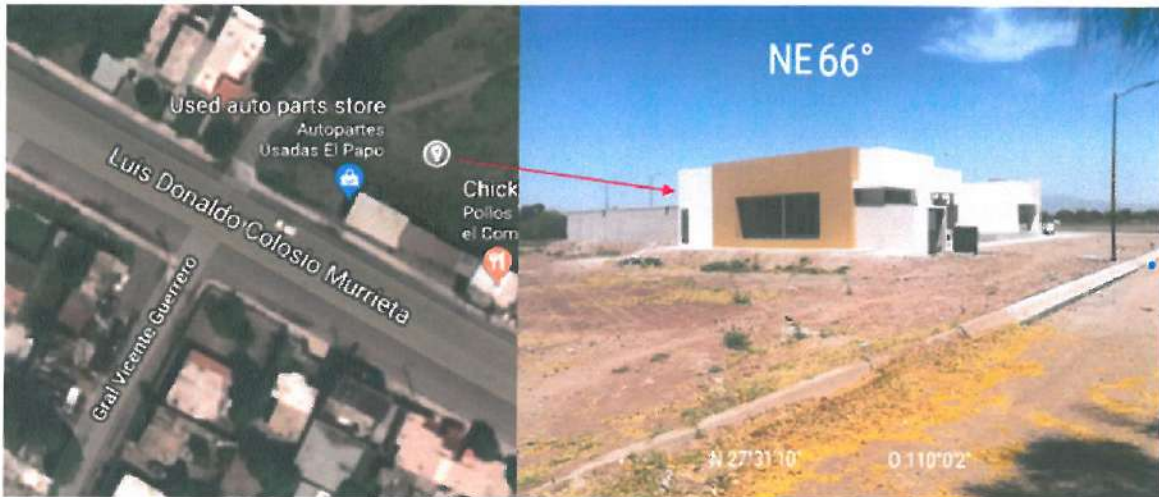 Used auto parts store
Autopartes
Usadas El Papo
Chick
Pollos
el Com
Luis Donaldo Colosio Murrieta
Gral Vicente Guerrero
NE 66°
N 27°31'10"
O 110°0'2"